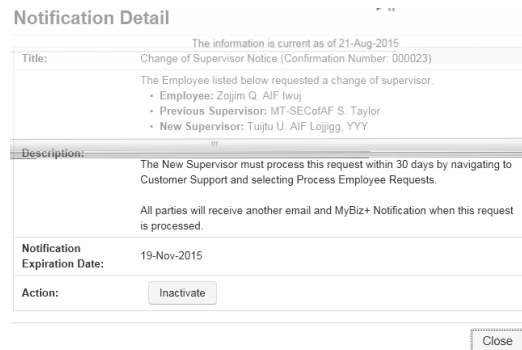 Notification Detail
The information is current as of 21-Aug-2015
Title: Change of Supervisor Notice (Confirmation Number: 000023)
The Employee listed below requested a change of supervisor.
• Employee: Zojjim Q. AIF Iwuj
• Previous Supervisor: MT-SECofAF S. Taylor
• New Supervisor: Tuijtu U. AIF Lojjigg, YYY
Description:
The New Supervisor must process this request within 30 days by navigating to
Customer Support and selecting Process Employee Requests.
All parties will receive another email and MyBiz+ Notification when this request
is processed.
Notification
Expiration Date: 19-Nov-2015
Action: Inactivate
Close